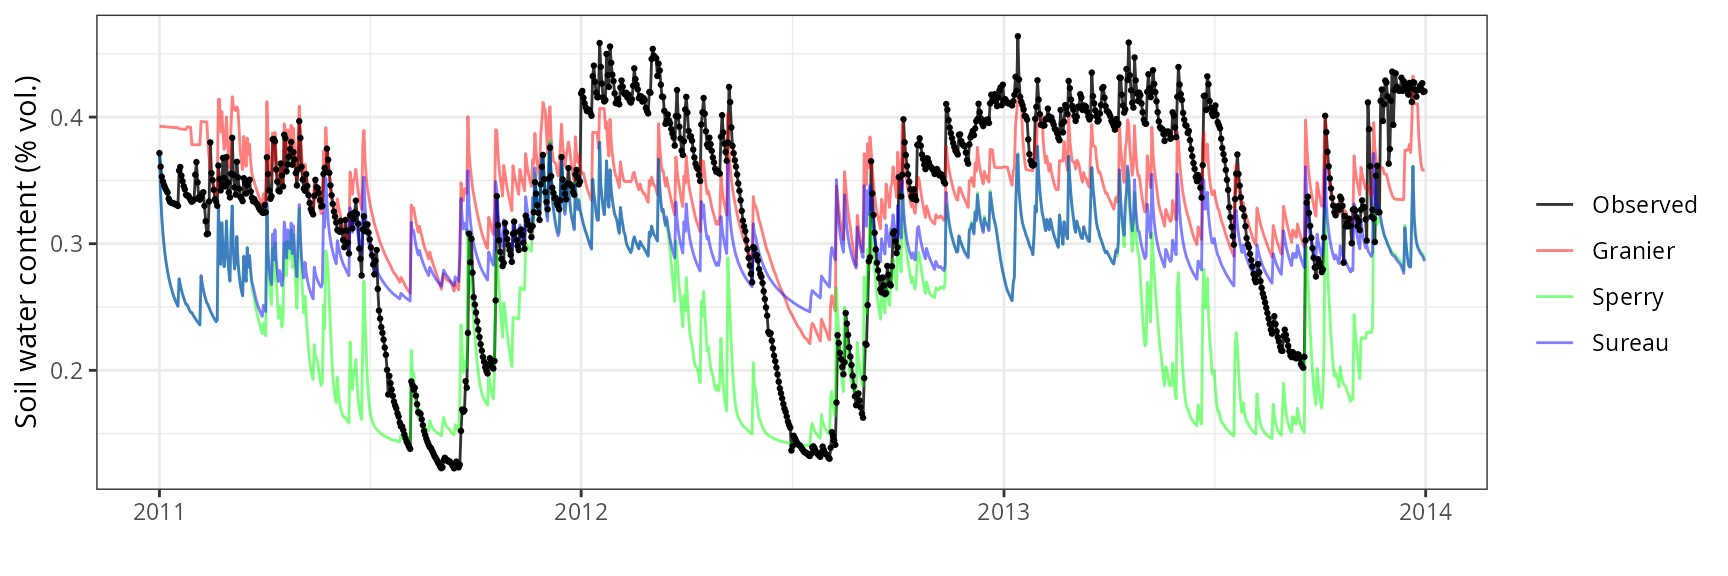 Soil water content (% vol.)
0.4
0.3
0.2
2011
2012
2013
2014
Observed
Granier
Sperry
Sureau